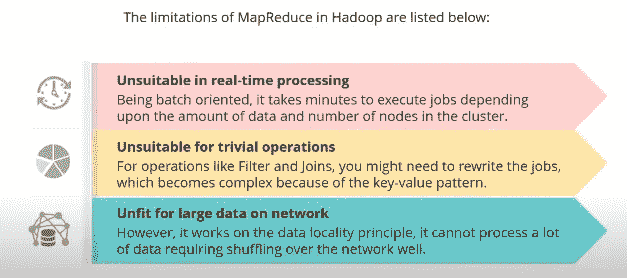 The limitations of MapReduce in Hadoop are listed below:
Unsuitable in real-time processing
Being batch oriented, it takes minutes to execute jobs depending
upon the amount of data and number of nodes in the cluster.
Unsuitable for trivial operations
For operations like Filter and Joins, you might need to rewrite the jobs,
which becomes complex because of the key-value pattern.
Unfit for large data on network
However, it works on the data locality principle, it cannot process a lot
of data requiring shuffling over the network well.